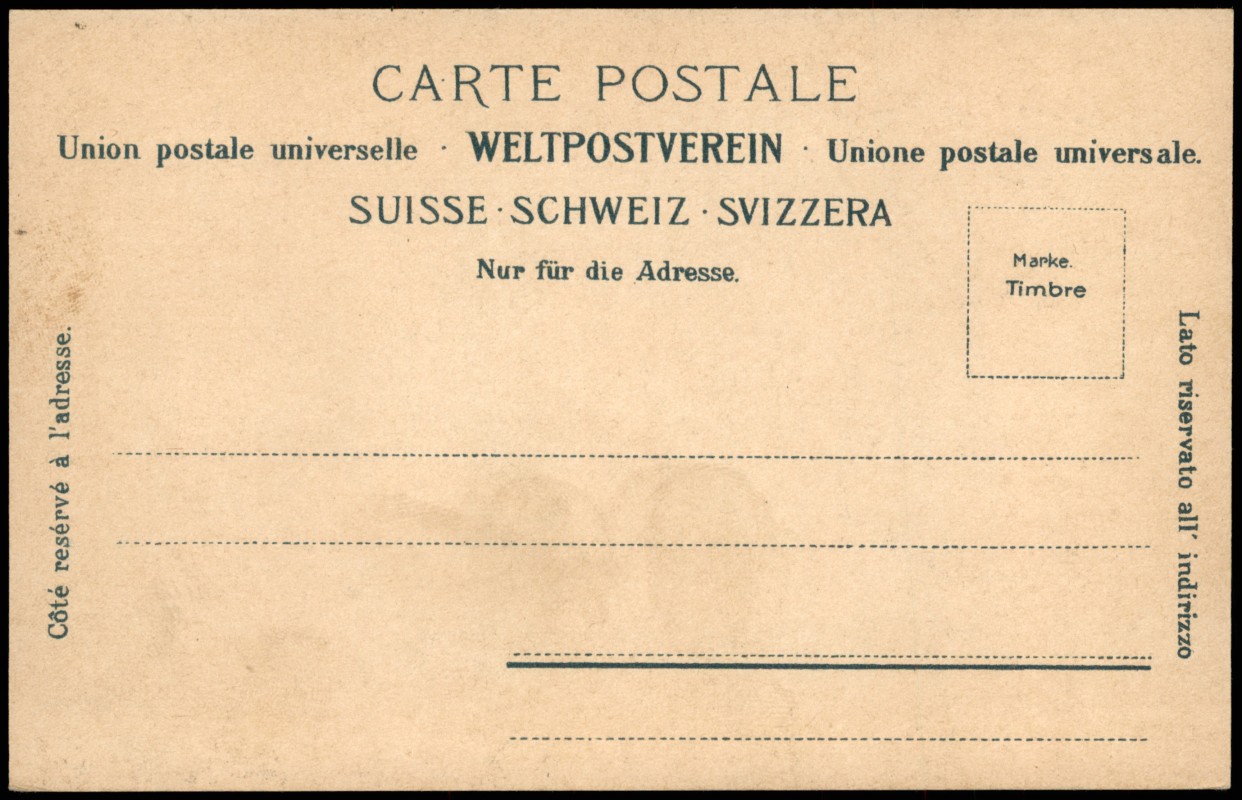 CARTE POSTALE
Union postale universelle · WELTPOSTVEREIN · Unione postale universale.
SUISSE · SCHWEIZ · SVIZZERA
Nur für die Adresse.
Marke.
Timbre
Côté resérvé à l'adresse.
Lato riservato all' indirizzo